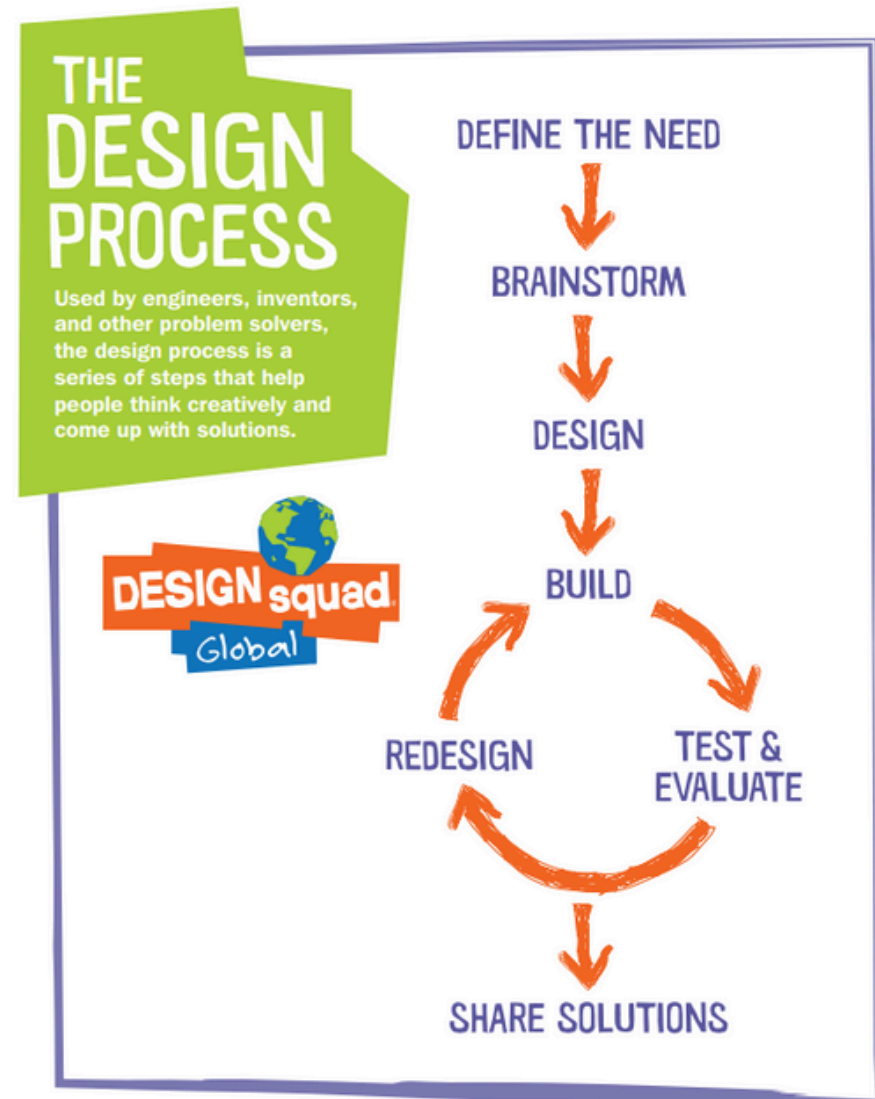 THE
DESIGN
PROCESS
Used by engineers, inventors,
and other problem solvers,
the design process is a
series of steps that help
people think creatively and
come up with solutions.
DESIGN squad®
Global
DEFINE THE NEED
BRAINSTORM
DESIGN
BUILD
TEST &
EVALUATE
REDESIGN
SHARE SOLUTIONS